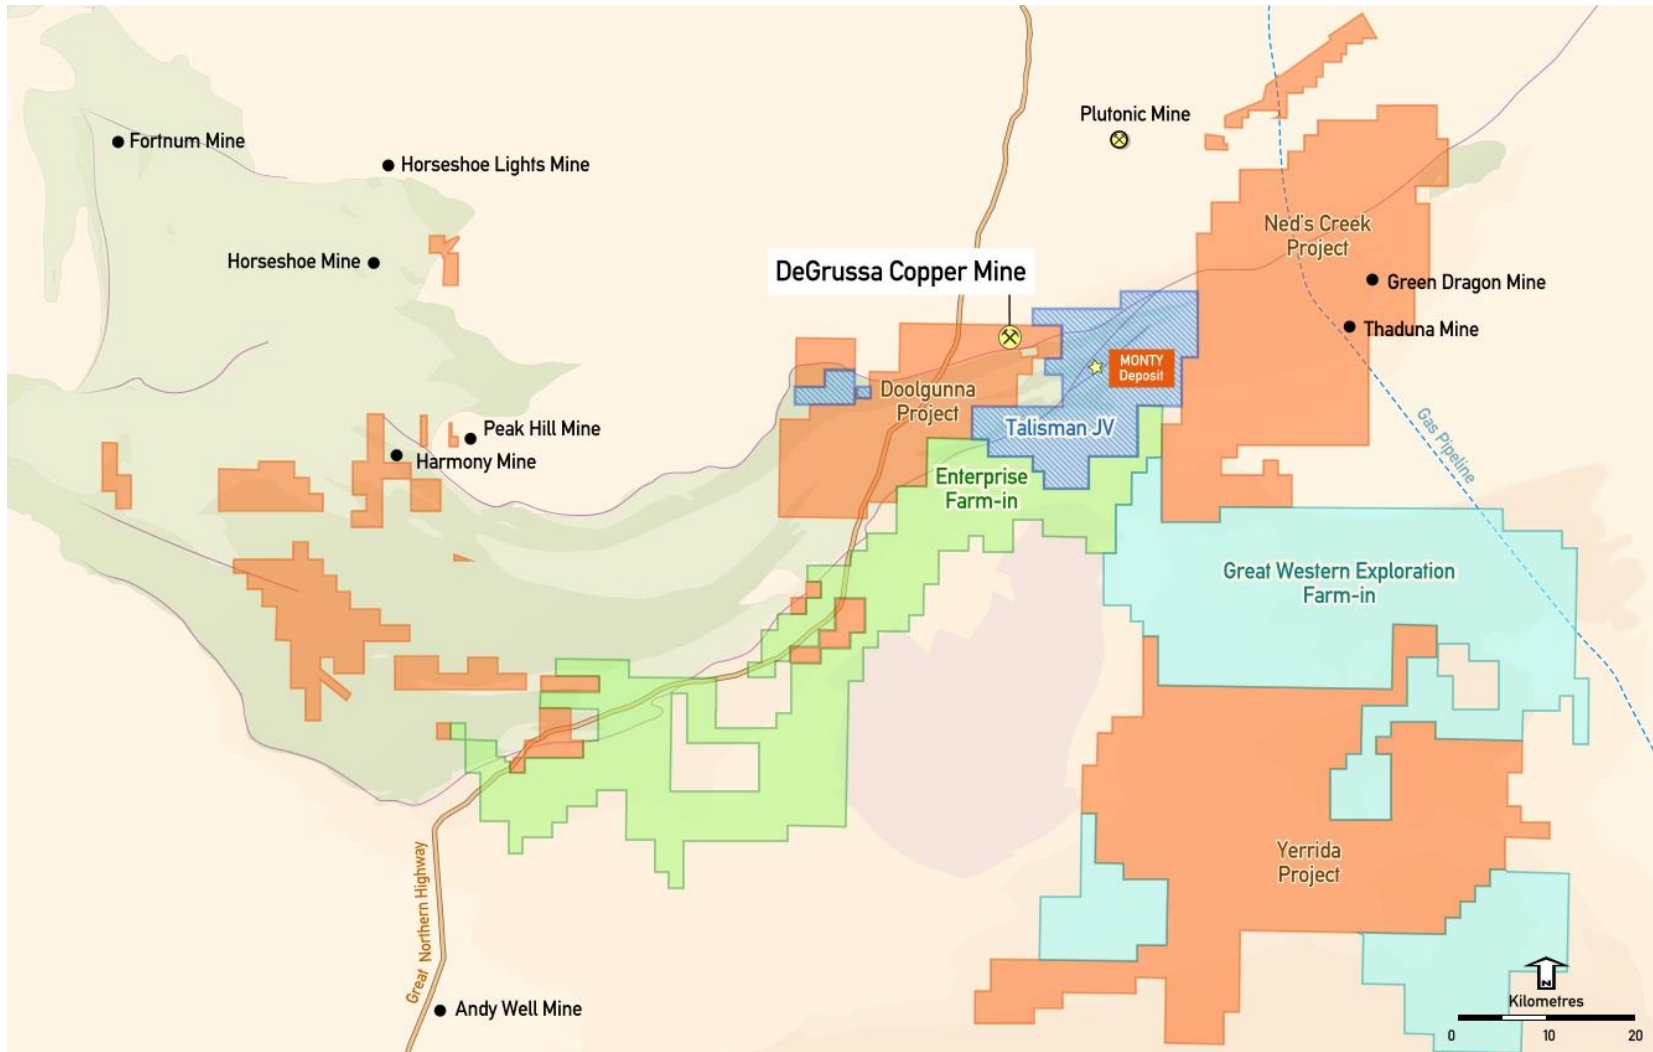 Plutonic Mine
Fortnum Mine
Horseshoe Lights Mine
Ned's Creek
Project
Horseshoe Mine
DeGrussa Copper Mine
Green Dragon Mine
Thaduna Mine
MONTY
Deposit
Doolgunna
Project
Talisman JV
Peak Hill Mine
Harmony Mine
Gas Pipeline
Enterprise
Farm-in
Great Western Exploration
Farm-in
Yerrida
Project
Great Northern Highway
Andy Well Mine
N
Kilometres
0 10 20